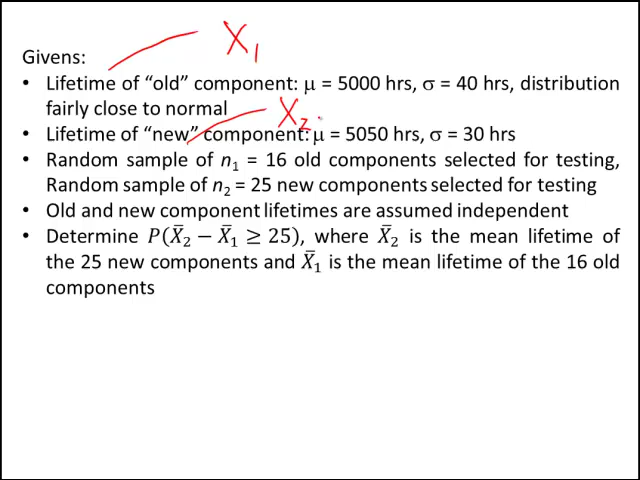 X₁
Givens:
• Lifetime of “old” component: μ = 5000 hrs, σ = 40 hrs, distribution
fairly close to normal
X₂
• Lifetime of “new” component: μ = 5050 hrs, σ = 30 hrs
• Random sample of n₁ = 16 old components selected for testing,
Random sample of n₂ = 25 new components selected for testing
• Old and new component lifetimes are assumed independent
• Determine P(X̄₂ − X̄₁ ≥ 25), where X̄₂ is the mean lifetime of
the 25 new components and X̄₁ is the mean lifetime of the 16 old
components